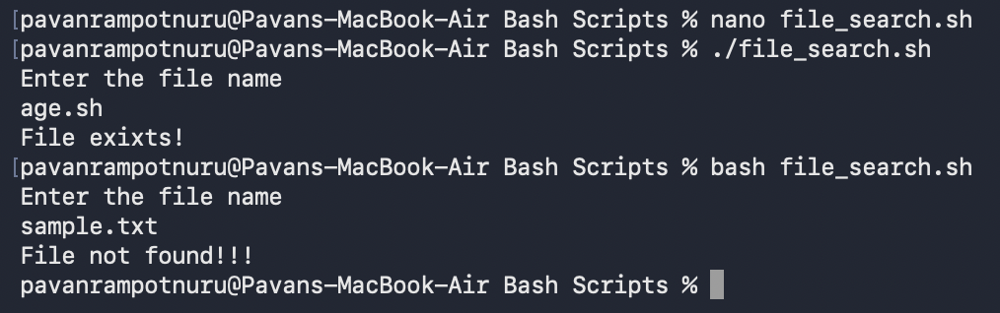 [pavanrampotnuru@Pavans-MacBook-Air Bash Scripts % nano file_search.sh
[pavanrampotnuru@Pavans-MacBook-Air Bash Scripts % ./file_search.sh
Enter the file name
age.sh
File exixts!
[pavanrampotnuru@Pavans-MacBook-Air Bash Scripts % bash file_search.sh
Enter the file name
sample.txt
File not found!!!
pavanrampotnuru@Pavans-MacBook-Air Bash Scripts %